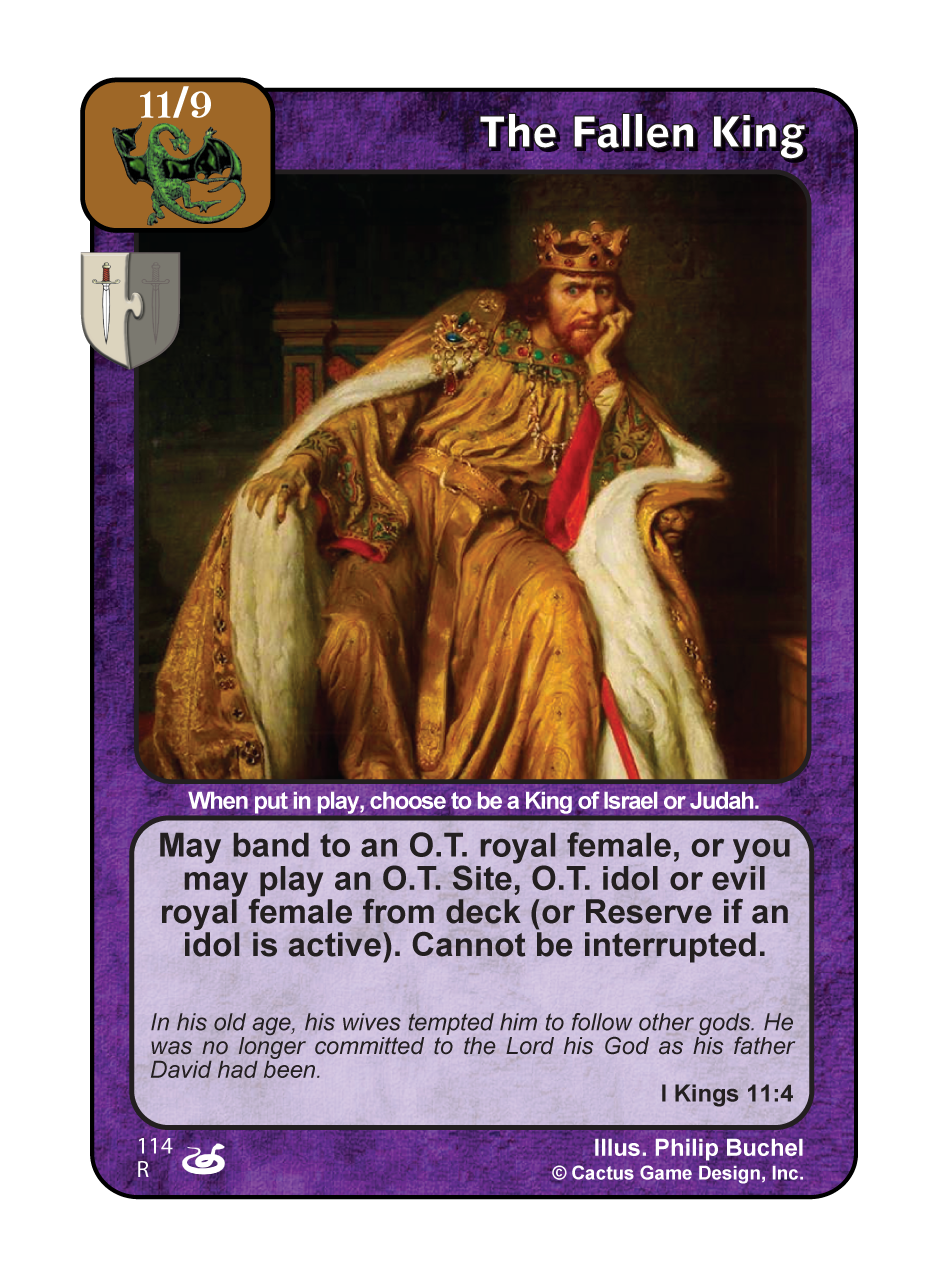 11/9
The Fallen King
When put in play, choose to be a King of Israel or Judah.
May band to an O.T. royal female, or you
may play an O.T. Site, O.T. idol or evil
royal female from deck (or Reserve if an
idol is active). Cannot be interrupted.
In his old age, his wives tempted him to follow other gods. He
was no longer committed to the Lord his God as his father
David had been.
I Kings 11:4
114
R
Illus. Philip Buchel
© Cactus Game Design, Inc.